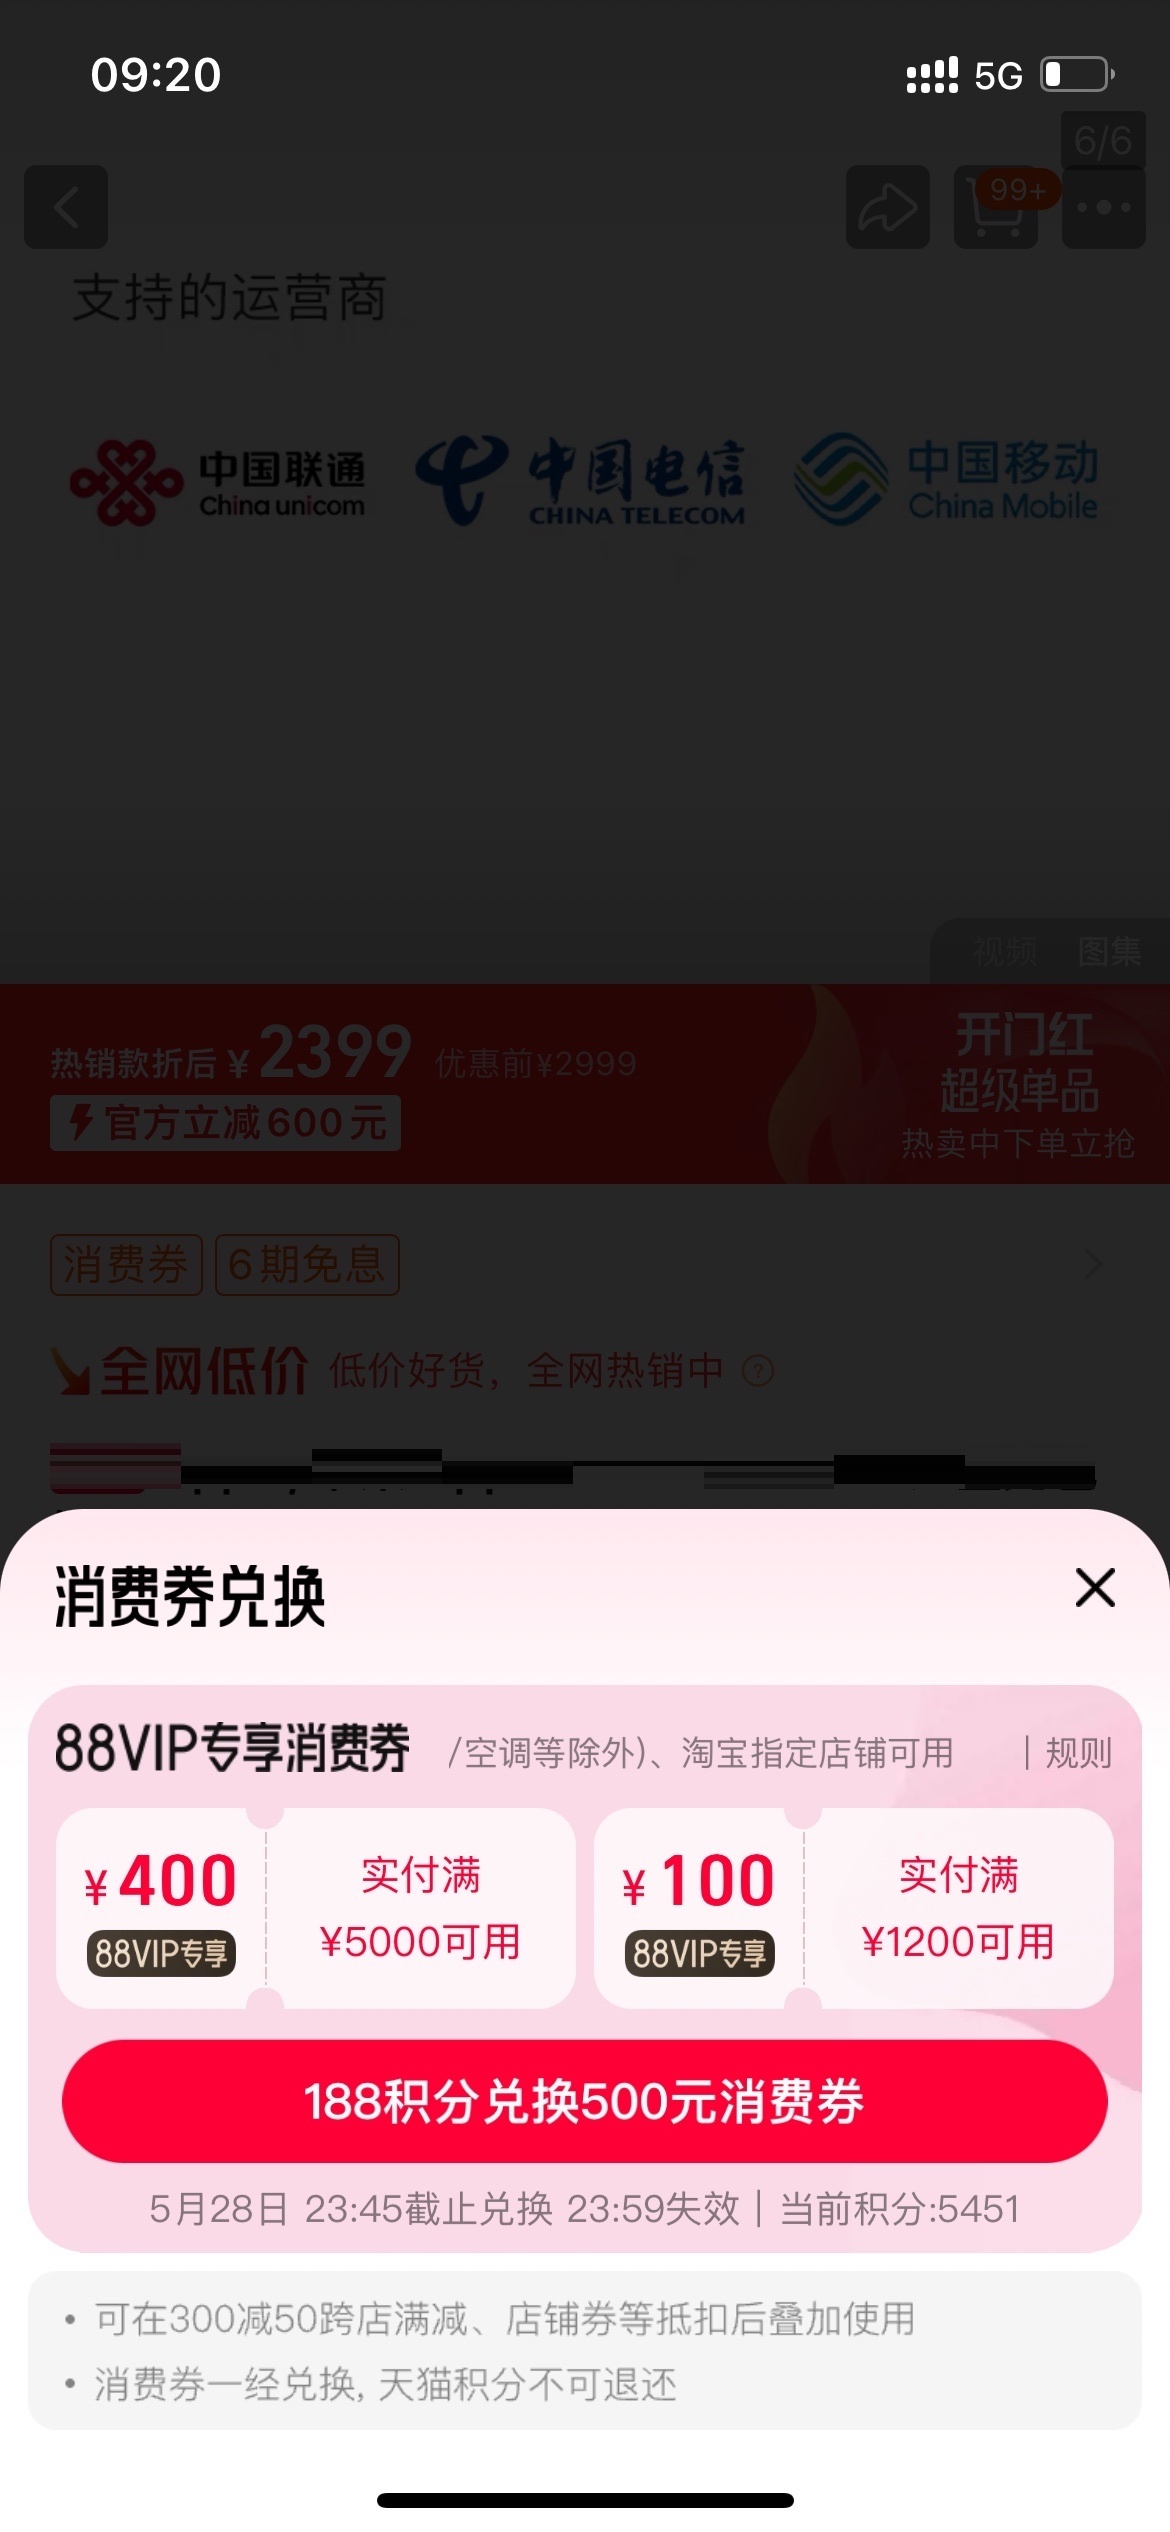 09:20
5G
6/6
99+
支持的运营商
中国联通
China unicom
中国电信
CHINA TELECOM
中国移动
China Mobile
视频 图集
热销款折后 ¥2399 优惠前¥2999
官方立减600元
开门红
超级单品
热卖中下单立抢
消费券 6期免息
全网低价 低价好货，全网热销中 ?
消费券兑换
88VIP专享消费券 /空调等除外)、淘宝指定店铺可用 | 规则
¥400
88VIP专享
实付满
¥5000可用
¥100
88VIP专享
实付满
¥1200可用
188积分兑换500元消费券
5月28日 23:45截止兑换 23:59失效 | 当前积分:5451
• 可在300减50跨店满减、店铺券等抵扣后叠加使用
• 消费券一经兑换, 天猫积分不可退还